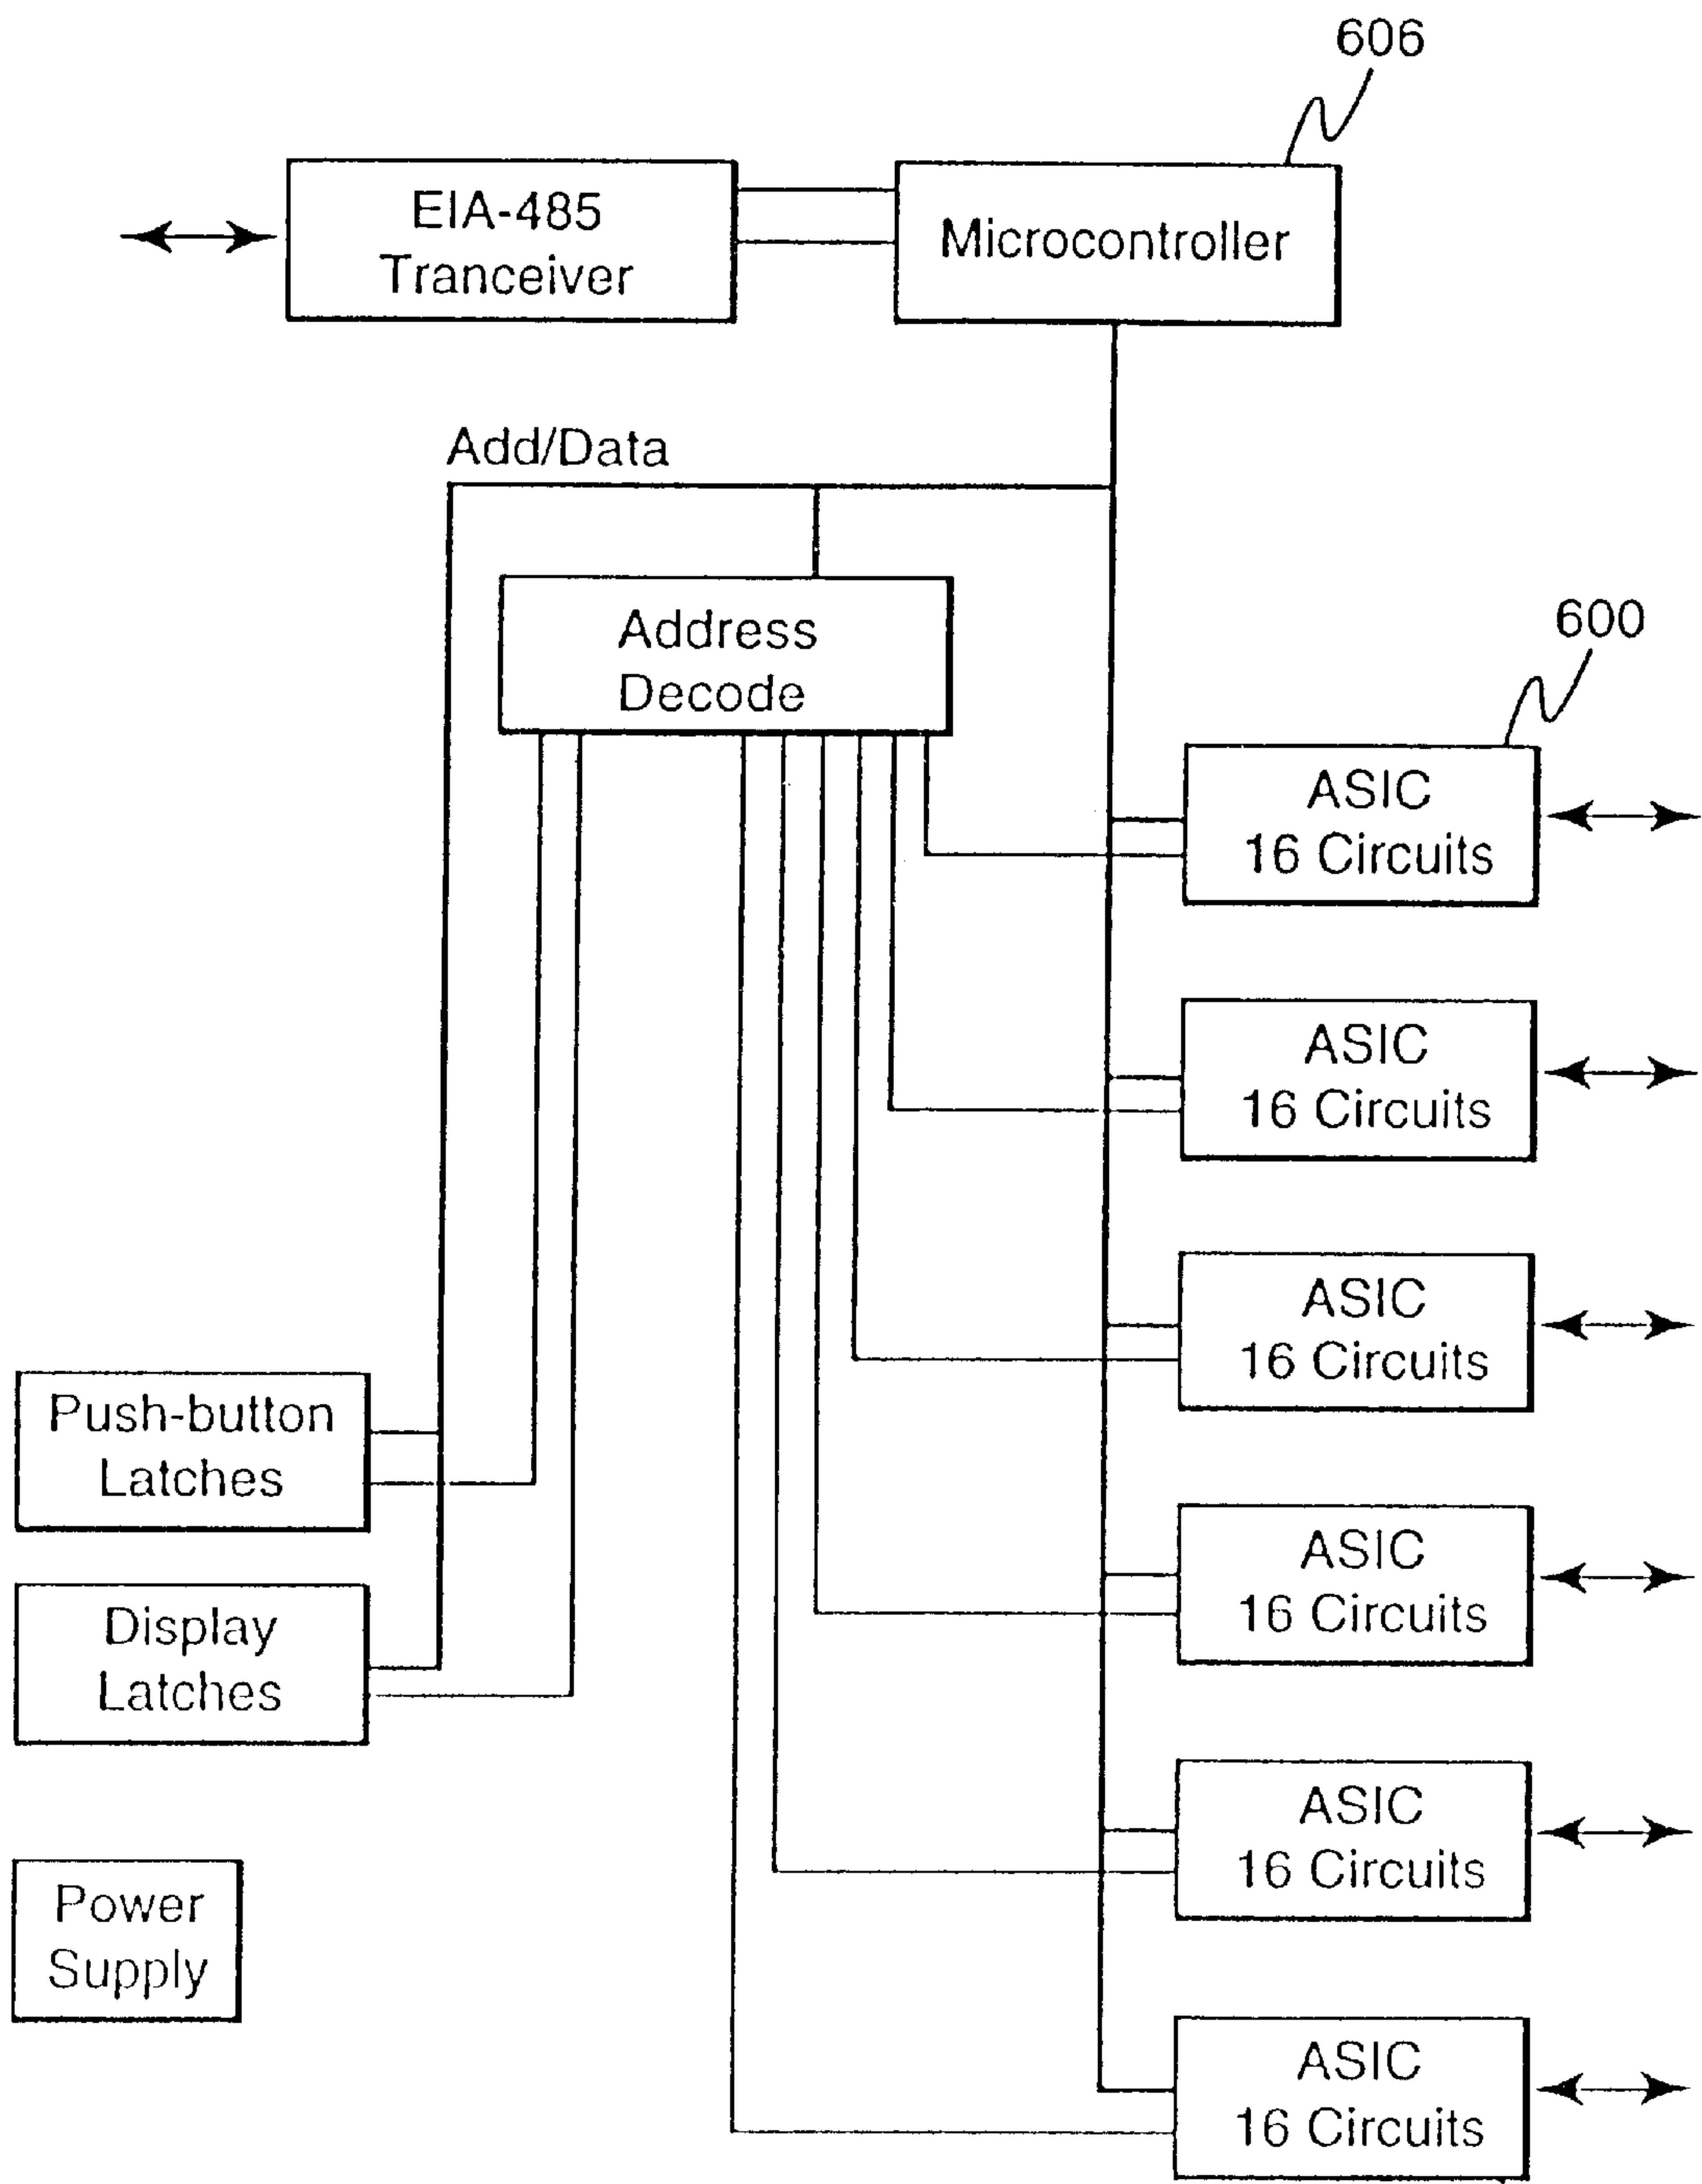 606
EIA-485
Tranceiver
Microcontroller
Add/Data
Address
Decode
600
ASIC
16 Circuits
ASIC
16 Circuits
ASIC
16 Circuits
Push-button
Latches
ASIC
16 Circuits
Display
Latches
ASIC
16 Circuits
Power
Supply
ASIC
16 Circuits